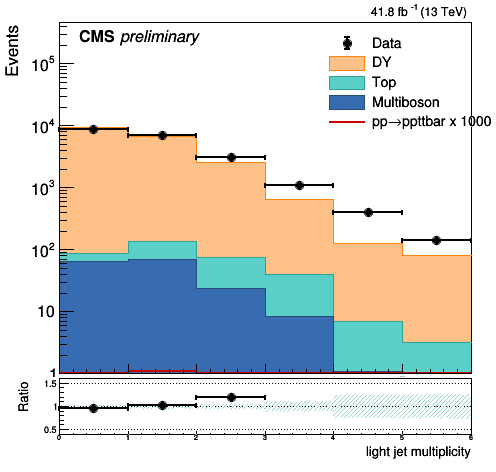 41.8 fb⁻¹ (13 TeV)
CMS preliminary
Events
Data
DY
Top
Multiboson
pp→ppttbar x 1000
10⁵
10⁴
10³
10²
10
1
Ratio
1.5
1
0.5
0 1 2 3 4 5 6
light jet multiplicity